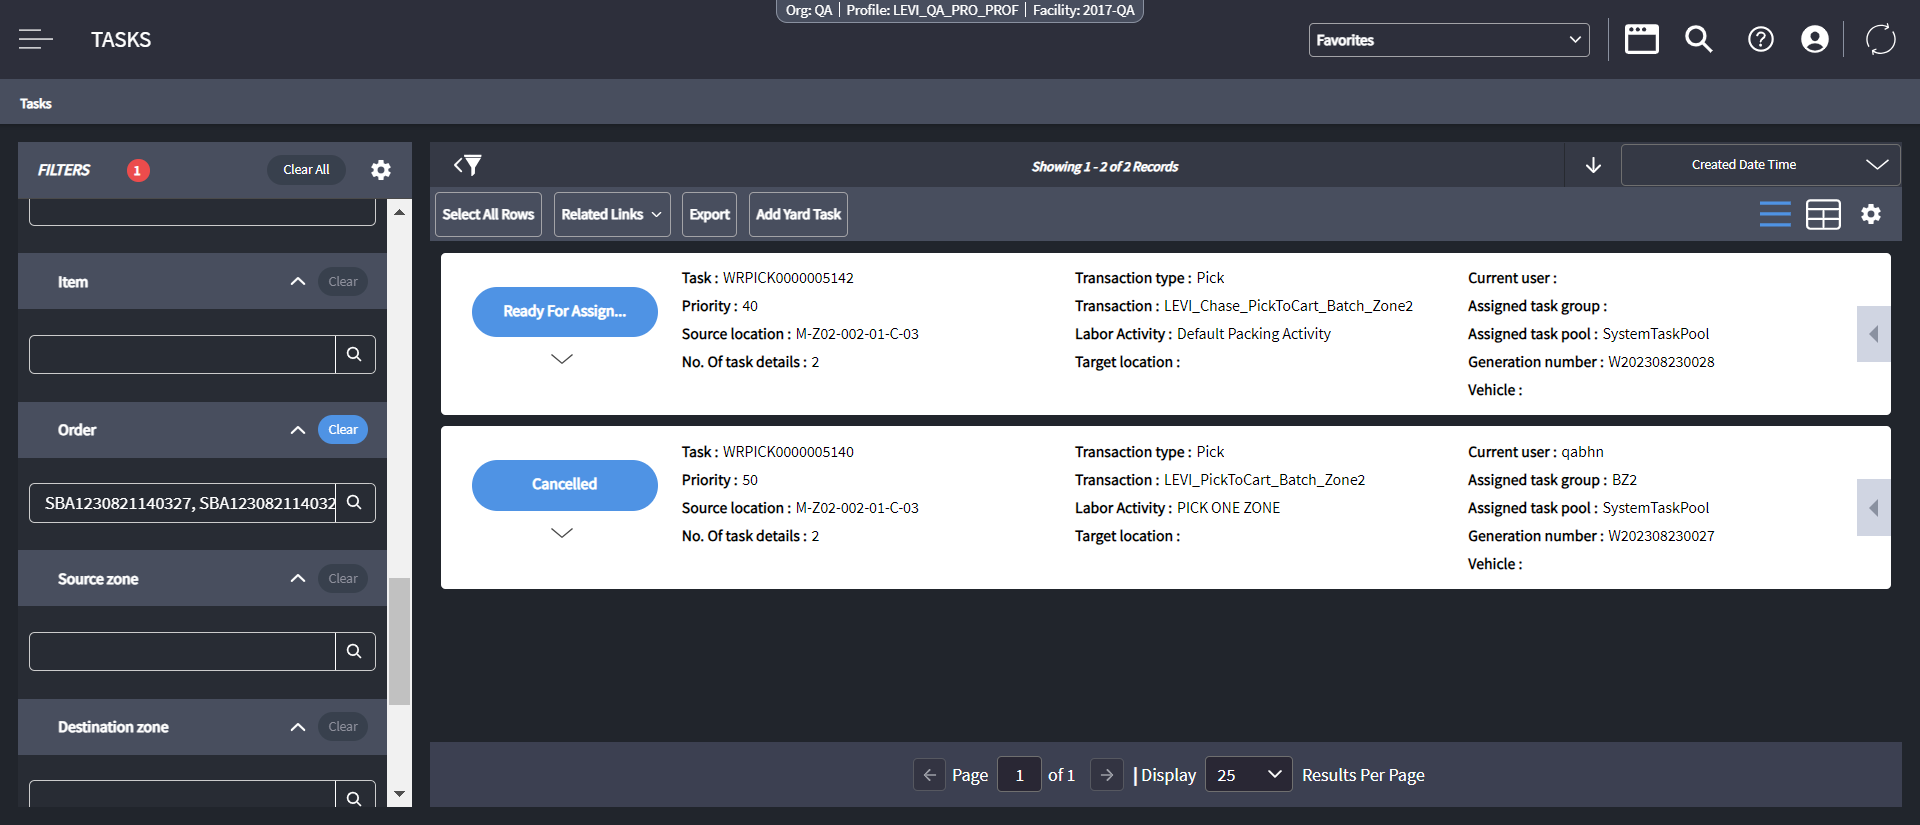 Org: QA | Profile: LEVI_QA_PRO_PROF | Facility: 2017-QA
TASKS
Favorites
Tasks
FILTERS
1
Clear All
Item
Clear
Order
Clear
SBA1230821140327, SBA123082114032
Source zone
Clear
Destination zone
Clear
Showing 1 - 2 of 2 Records
Created Date Time
Select All Rows
Related Links
Export
Add Yard Task
Ready For Assign...
Task : WRPICK0000005142
Priority : 40
Source location : M-Z02-002-01-C-03
No. Of task details : 2
Transaction type : Pick
Transaction : LEVI_Chase_PickToCart_Batch_Zone2
Labor Activity : Default Packing Activity
Target location :
Current user :
Assigned task group :
Assigned task pool : SystemTaskPool
Generation number : W202308230028
Vehicle :
Cancelled
Task : WRPICK0000005140
Priority : 50
Source location : M-Z02-002-01-C-03
No. Of task details : 2
Transaction type : Pick
Transaction : LEVI_PickToCart_Batch_Zone2
Labor Activity : PICK ONE ZONE
Target location :
Current user : qabhn
Assigned task group : BZ2
Assigned task pool : SystemTaskPool
Generation number : W202308230027
Vehicle :
Page 1 of 1 | Display 25 Results Per Page